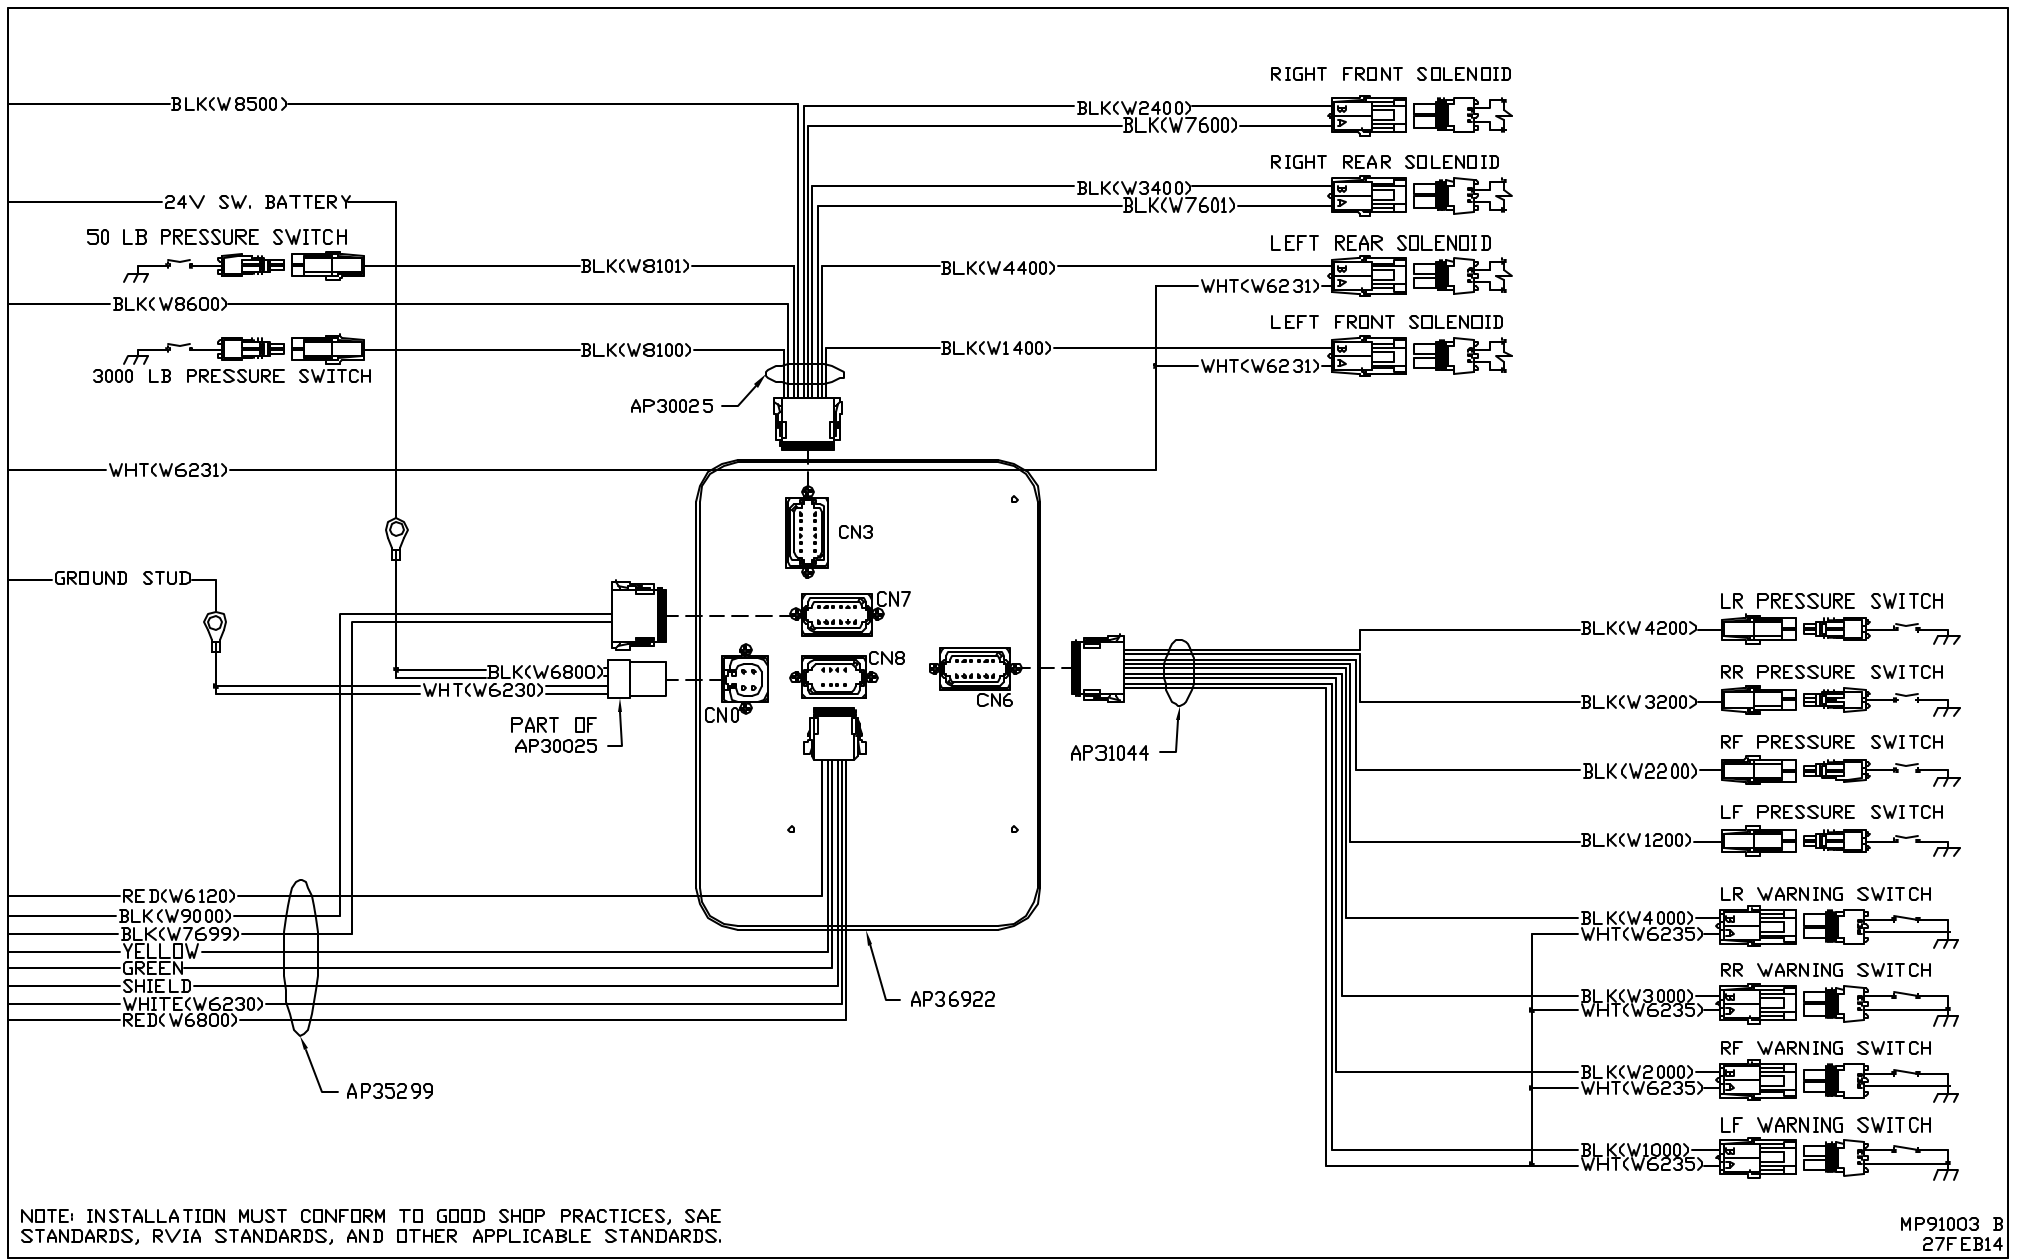 RIGHT FRONT SOLENOID
BLK(W8500)
BLK(W2400)
B
A
BLK(W7600)
RIGHT REAR SOLENOID
BLK(W3400)
B
A
BLK(W7601)
24V SW. BATTERY
50 LB PRESSURE SWITCH
LEFT REAR SOLENOID
BLK(W8101)
BLK(W4400)
B
A
WHT(W6231)
BLK(W8600)
LEFT FRONT SOLENOID
BLK(W8100)
BLK(W1400)
B
A
WHT(W6231)
3000 LB PRESSURE SWITCH
AP30025
WHT(W6231)
CN3
GROUND STUD
CN7
LR PRESSURE SWITCH
BLK(W4200)
CN8
BLK(W6800)
WHT(W6230)
CN6
CN0
RR PRESSURE SWITCH
BLK(W3200)
PART OF
AP30025
AP31044
RF PRESSURE SWITCH
BLK(W2200)
LF PRESSURE SWITCH
BLK(W1200)
RED(W6120)
BLK(W9000)
BLK(W7699)
YELLOW
GREEN
SHIELD
WHITE(W6230)
RED(W6800)
LR WARNING SWITCH
BLK(W4000)
B
A
WHT(W6235)
RR WARNING SWITCH
BLK(W3000)
B
A
WHT(W6235)
AP36922
RF WARNING SWITCH
BLK(W2000)
B
A
WHT(W6235)
AP35299
LF WARNING SWITCH
BLK(W1000)
B
A
WHT(W6235)
NOTE: INSTALLATION MUST CONFORM TO GOOD SHOP PRACTICES, SAE
STANDARDS, RVIA STANDARDS, AND OTHER APPLICABLE STANDARDS.
MP91003 B
27FEB14